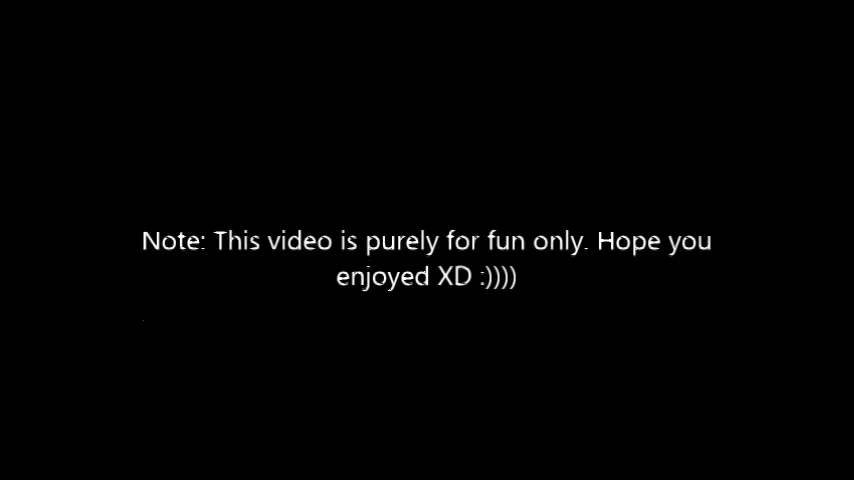 Note: This video is purely for fun only. Hope you
enjoyed XD :))))